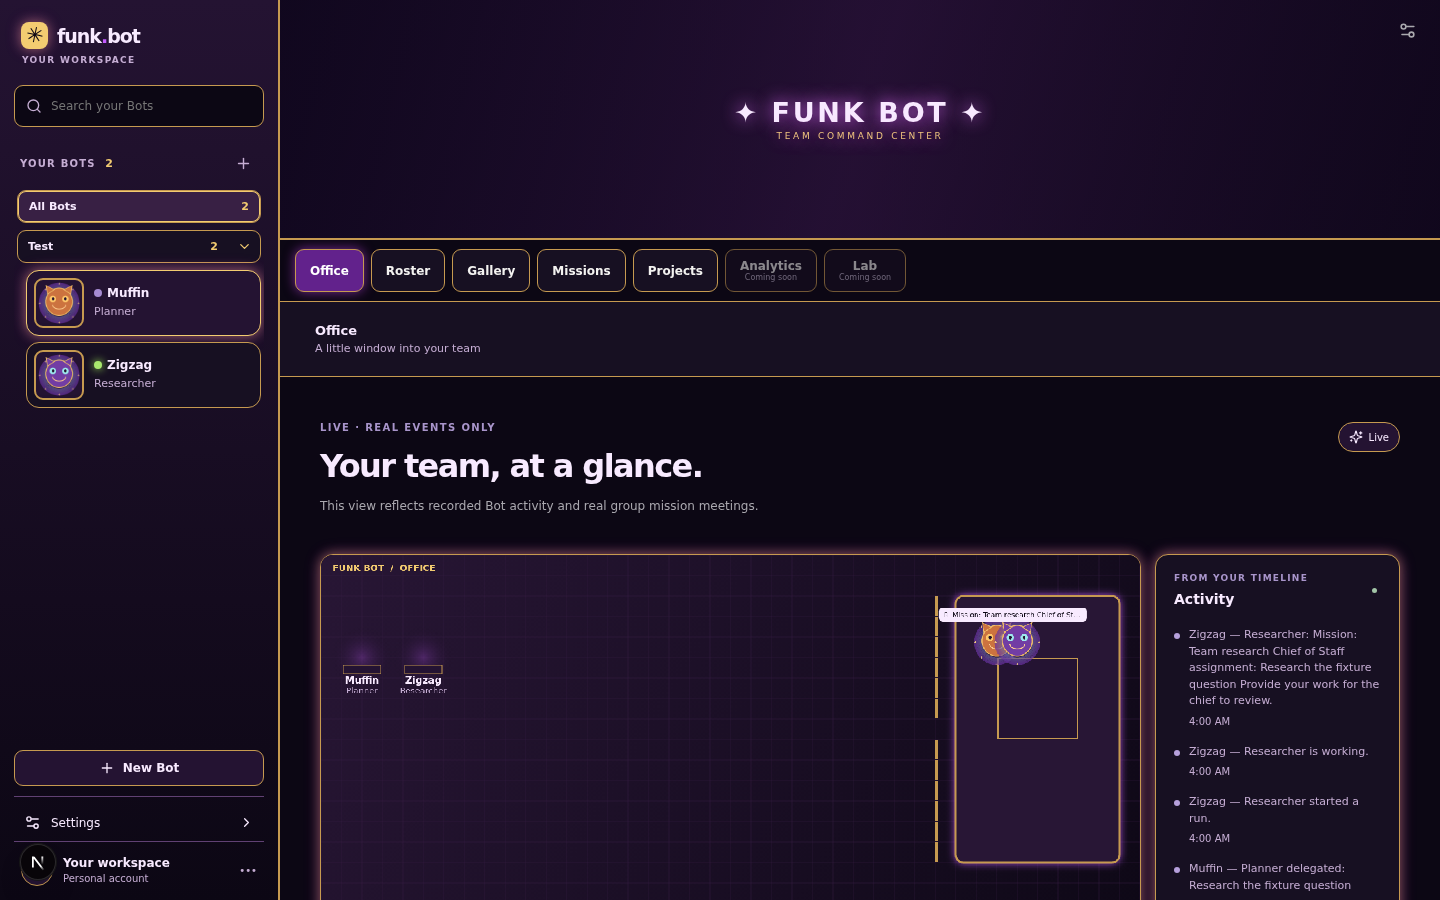 funk.bot
YOUR WORKSPACE
Search your Bots
YOUR BOTS 2
All Bots 2
Test 2
Muffin
Planner
Zigzag
Researcher
New Bot
Settings
N
Your workspace
Personal account
✦ FUNK BOT ✦
TEAM COMMAND CENTER
Office
Roster
Gallery
Missions
Projects
Analytics
Coming soon
Lab
Coming soon
Office
A little window into your team
LIVE · REAL EVENTS ONLY
Your team, at a glance.
This view reflects recorded Bot activity and real group mission meetings.
Live
FUNK BOT / OFFICE
Muffin
Planner
Zigzag
Researcher
Mission: Team research Chief of St...
FROM YOUR TIMELINE
Activity
Zigzag — Researcher: Mission:
Team research Chief of Staff
assignment: Research the fixture
question Provide your work for the
chief to review.
4:00 AM
Zigzag — Researcher is working.
4:00 AM
Zigzag — Researcher started a
run.
4:00 AM
Muffin — Planner delegated:
Research the fixture question